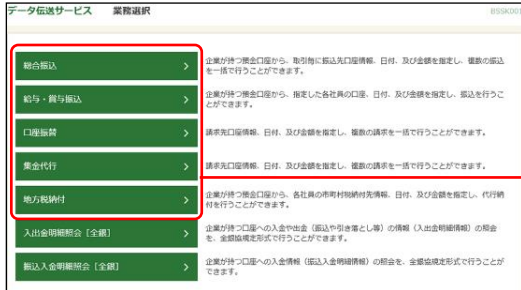 データ伝送サービス 業務選択
BSSK001
総合振込
企業が持つ預金口座から、取引毎に振込先口座情報、日付、及び金額を指定し、複数の振込
を一括で行うことができます。
給与・賞与振込
企業が持つ預金口座から、指定した各社員の口座、日付、及び金額を指定し、振込を行うこ
とができます。
口座振替
請求先口座情報、日付、及び金額を指定し、複数の請求を一括で行うことができます。
集金代行
請求先口座情報、日付、及び金額を指定し、複数の請求を一括で行うことができます。
地方税納付
企業が持つ預金口座から、各社員の市町村税納付先情報、日付、及び金額を指定し、代行納
付を行うことができます。
入出金明細照会［全銀］
企業が持つ口座への入金や出金（振込や引き落とし等）の情報（入出金明細情報）の照会
を、全銀協規定形式で行うことができます。
振込入金明細照会［全銀］
企業が持つ口座への入金情報（振込入金明細情報）の照会を、全銀協規定形式で行うことが
できます。